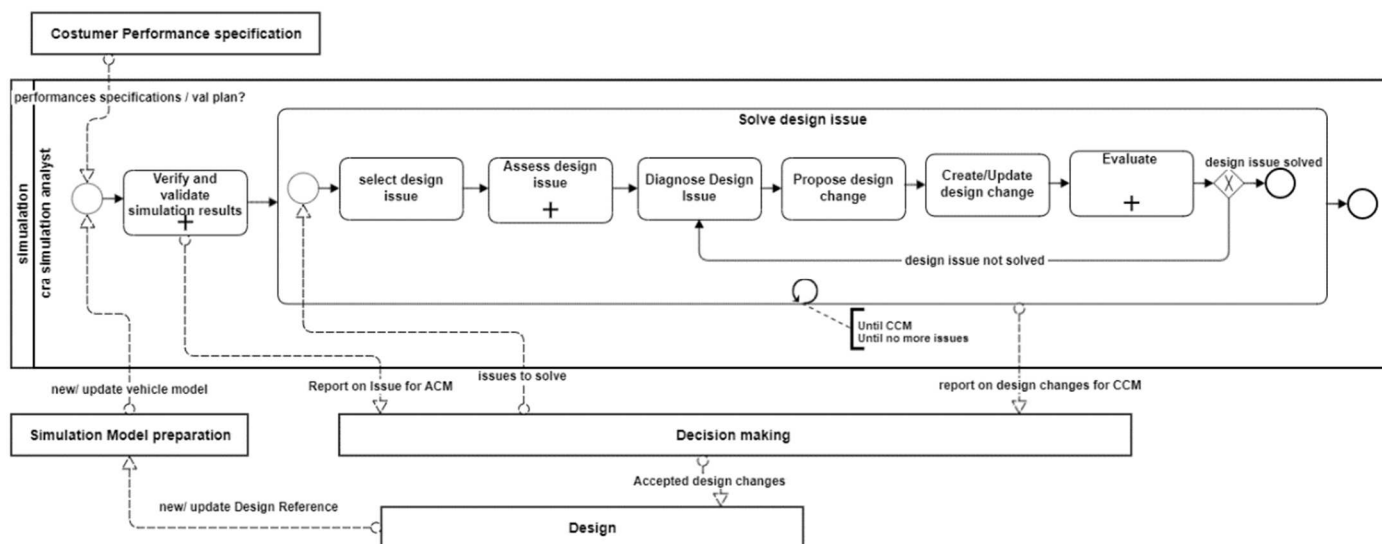 Costumer Performance specification
simualation
cra simulation analyst
performances specifications / val plan?
Verify and
validate
simulation results
Solve design issue
select design
issue
Assess design
issue
Diagnose Design
Issue
Propose design
change
Create/Update
design change
Evaluate
X
design issue solved
design issue not solved
Until CCM
Until no more issues
new/ update vehicle model
Report on Issue for ACM
issues to solve
report on design changes for CCM
Simulation Model preparation
Decision making
Accepted design changes
new/ update Design Reference
Design